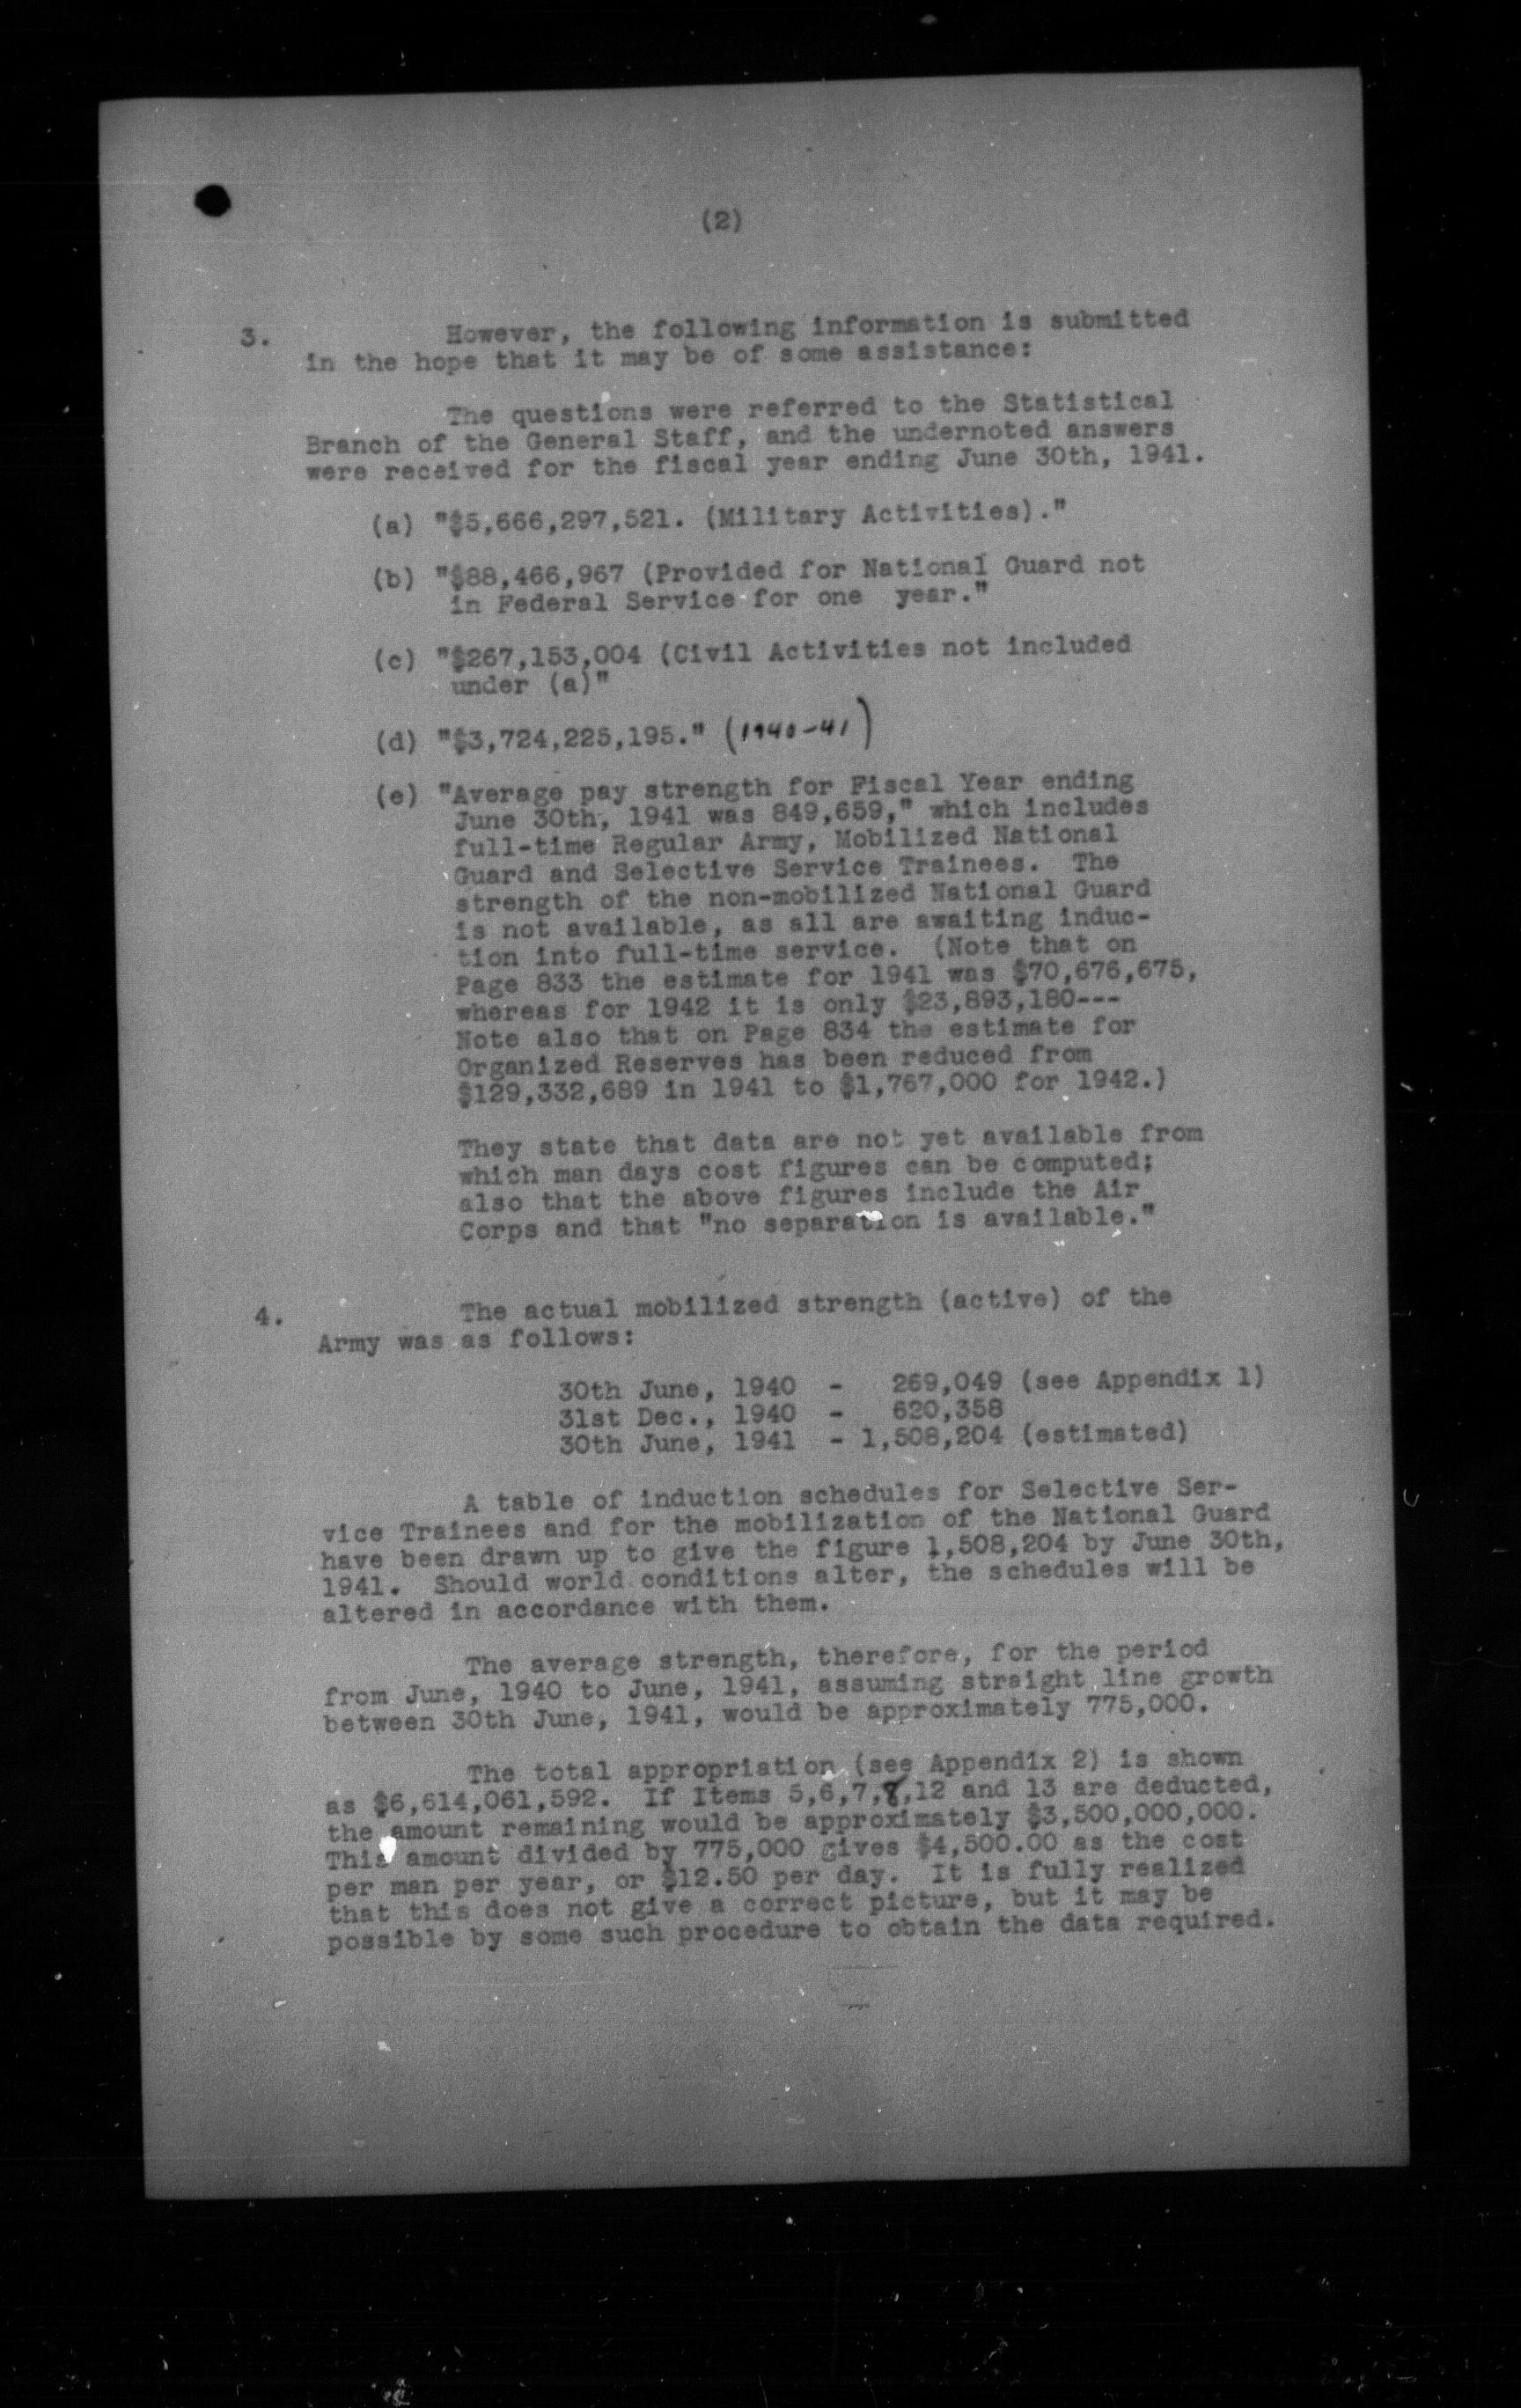 (2)
3. However, the following information is submitted
in the hope that it may be of some assistance:
The questions were referred to the Statistical
Branch of the General Staff, and the undernoted answers
were received for the fiscal year ending June 30th, 1941.
(a) "$5,666,297,521. (Military Activities)."
(b) "$88,466,967 (Provided for National Guard not
in Federal Service for one year."
(c) "$267,153,004 (Civil Activities not included
under (a)"
(d) "$3,724,225,195." (1940-41)
(e) "Average pay strength for Fiscal Year ending
June 30th, 1941 was 849,659," which includes
full-time Regular Army, Mobilized National
Guard and Selective Service Trainees. The
strength of the non-mobilized National Guard
is not available, as all are awaiting induc-
tion into full-time service. (Note that on
Page 833 the estimate for 1941 was $70,676,675,
whereas for 1942 it is only $23,893,180---
Note also that on Page 834 the estimate for
Organized Reserves has been reduced from
$129,332,689 in 1941 to $1,767,000 for 1942.)
They state that data are not yet available from
which man days cost figures can be computed;
also that the above figures include the Air
Corps and that "no separation is available."
4. The actual mobilized strength (active) of the
Army was as follows:
30th June, 1940 - 269,049 (see Appendix 1)
31st Dec., 1940 - 620,358
30th June, 1941 - 1,508,204 (estimated)
A table of induction schedules for Selective Ser-
vice Trainees and for the mobilization of the National Guard
have been drawn up to give the figure 1,508,204 by June 30th,
1941. Should world conditions alter, the schedules will be
altered in accordance with them.
The average strength, therefore, for the period
from June, 1940 to June, 1941, assuming straight line growth
between 30th June, 1941, would be approximately 775,000.
The total appropriation (see Appendix 2) is shown
as $6,614,061,592. If Items 5,6,7,8,12 and 13 are deducted,
the amount remaining would be approximately $3,500,000,000.
This amount divided by 775,000 gives $4,500.00 as the cost
per man per year, or $12.50 per day. It is fully realized
that this does not give a correct picture, but it may be
possible by some such procedure to obtain the data required.